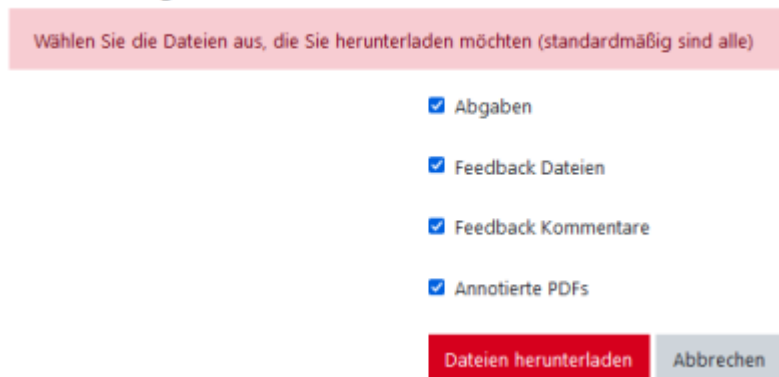 Wählen Sie die Dateien aus, die Sie herunterladen möchten (standardmäßig sind alle)
Abgaben
Feedback Dateien
Feedback Kommentare
Annotierte PDFs
Dateien herunterladen Abbrechen